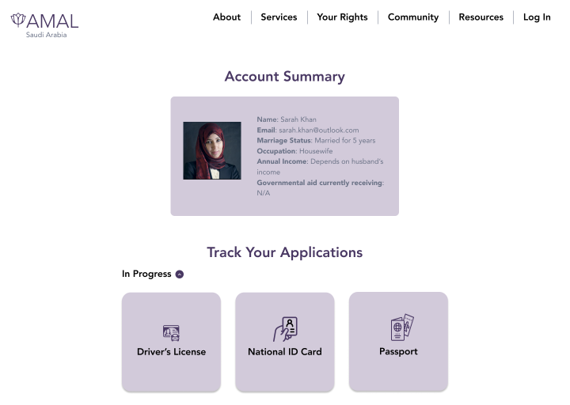 AMAL
Saudi Arabia
About
Services
Your Rights
Community
Resources
Log In
Account Summary
Name: Sarah Khan
Email: sarah.khan@outlook.com
Marriage Status: Married for 5 years
Occupation: Housewife
Annual Income: Depends on husband's
income
Governmental aid currently receiving:
N/A
Track Your Applications
In Progress
Driver's License
National ID Card
Passport